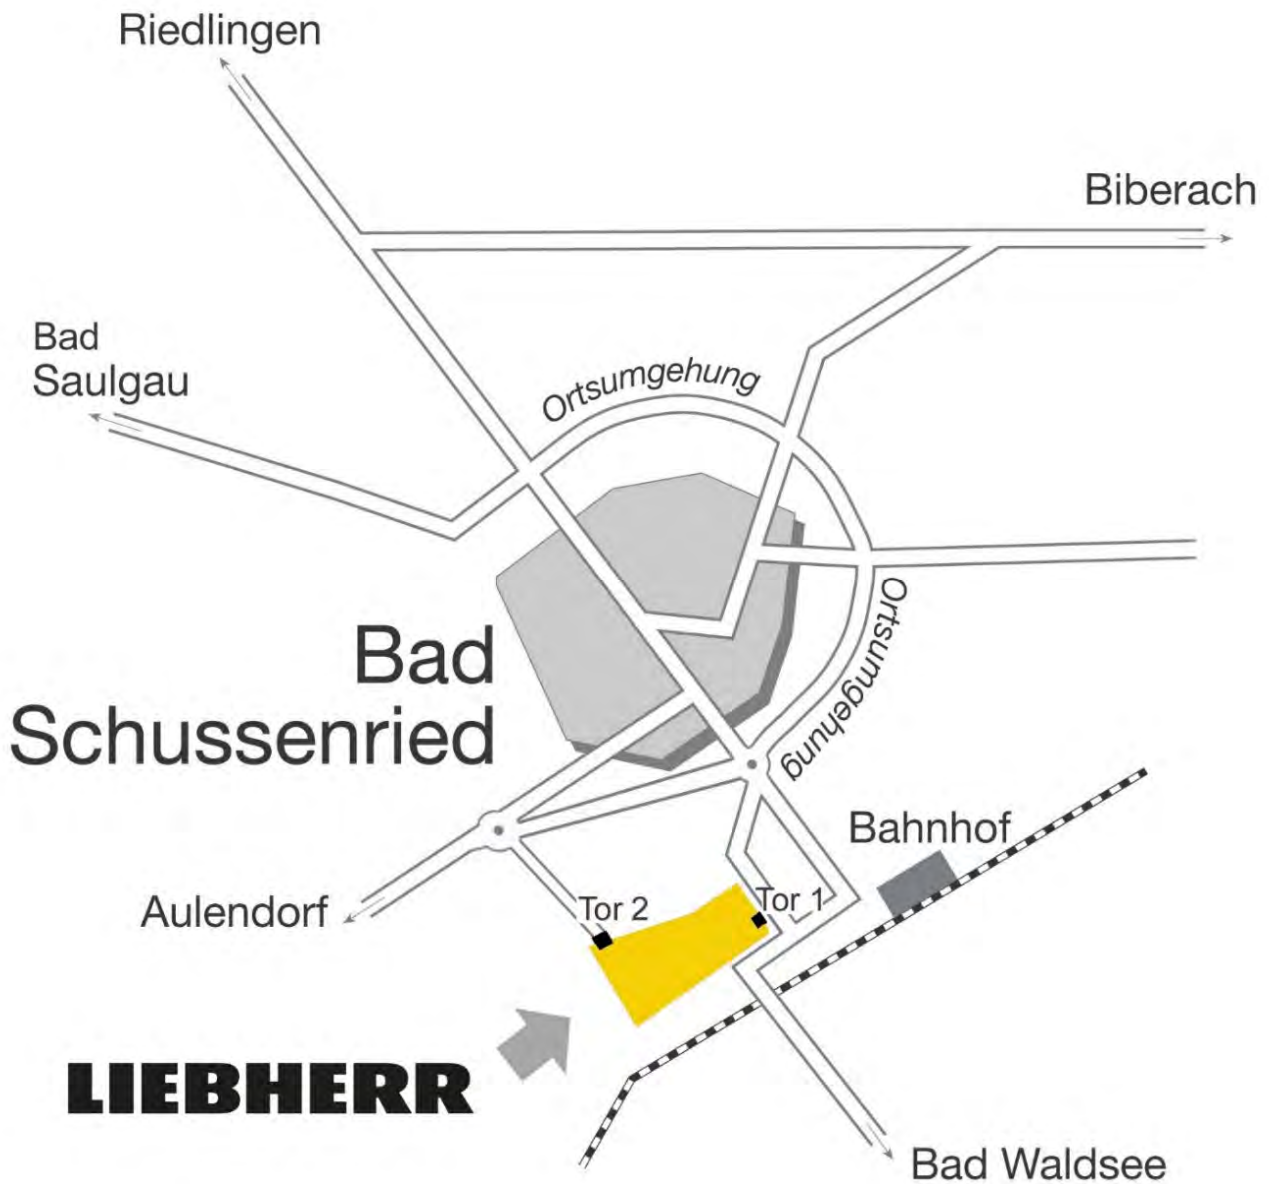 Riedlingen
Biberach
Bad
Saulgau
Ortsumgehung
Ortsumgehung
Bad
Schussenried
Bahnhof
Tor 1
Tor 2
Aulendorf
LIEBHERR
Bad Waldsee